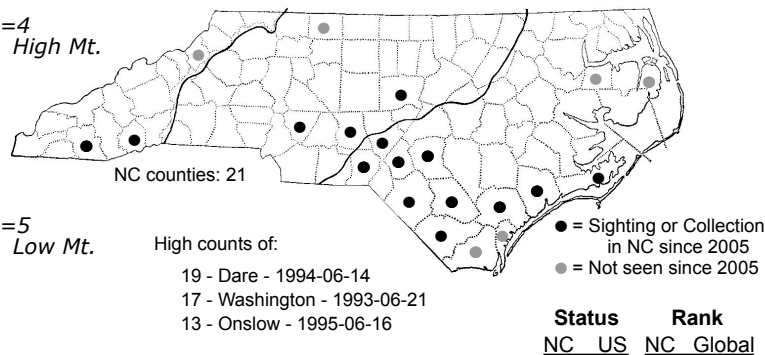 =4
High Mt.
NC counties: 21
=5
Low Mt.
High counts of:
19 - Dare - 1994-06-14
17 - Washington - 1993-06-21
13 - Onslow - 1995-06-16
● = Sighting or Collection
in NC since 2005
● = Not seen since 2005
Status Rank
NC US NC Global